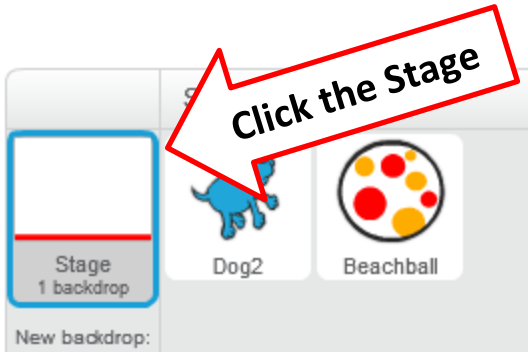 Click the Stage
Stage
1 backdrop
Dog2
Beachball
New backdrop: